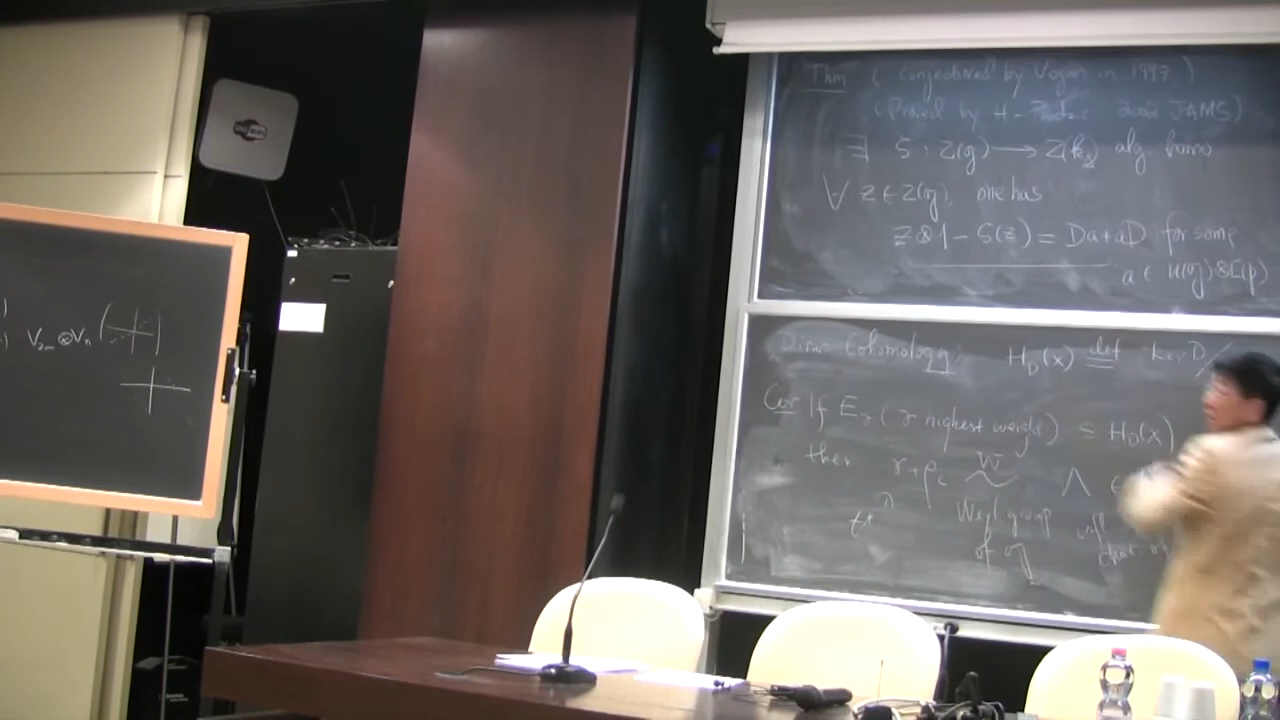 Thm (Conjectured by Vogan in 1997)
(Proved by H-Pandzic 2002 JAMS)
∃ ζ : Z(𝔤) ⟶ Z(𝔨_Δ) alg. homo
∀ z ∈ Z(𝔤), one has
Z⊗1 − ζ(z) = Da+aD for some
a ∈ U(𝔤)⊗C(p)
Dirac Cohomology H_D(x) def= ker D/
Cor If E_γ (γ highest weight) ⊆ H_D(x)
then γ+ρ_c W∼ Λ ∈
∩
t* Weyl group
of 𝔤
V_2m ⊗ V_n